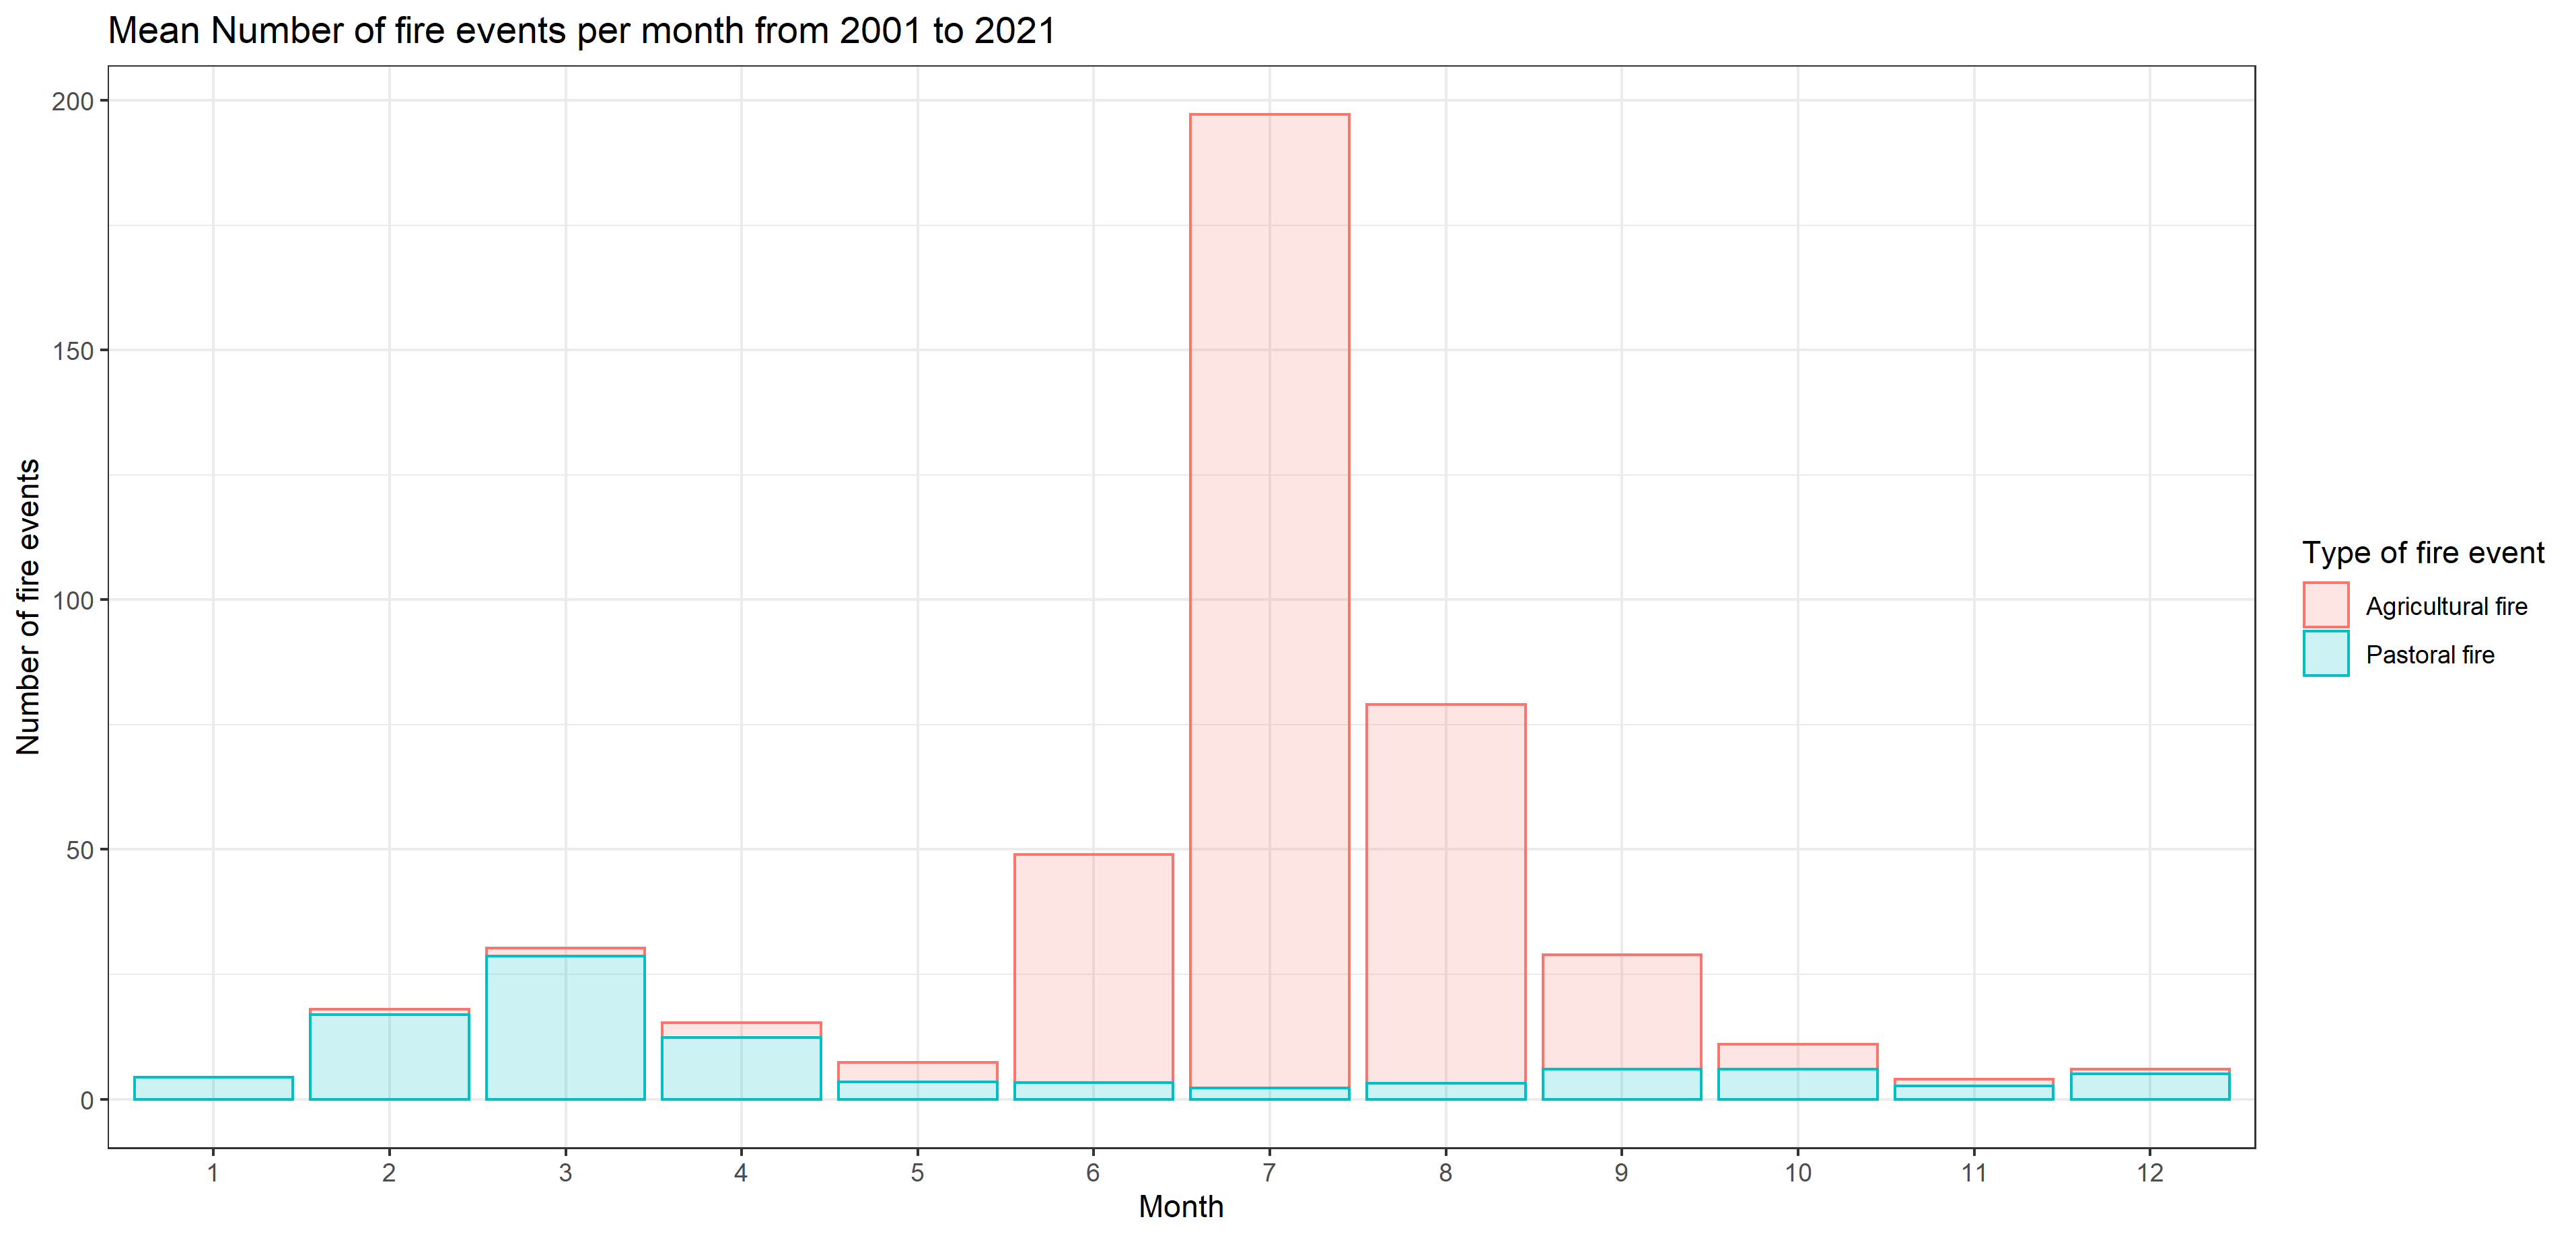 Mean Number of fire events per month from 2001 to 2021
200
150
100
50
0
Number of fire events
1 2 3 4 5 6 7 8 9 10 11 12
Month
Type of fire event
Agricultural fire
Pastoral fire